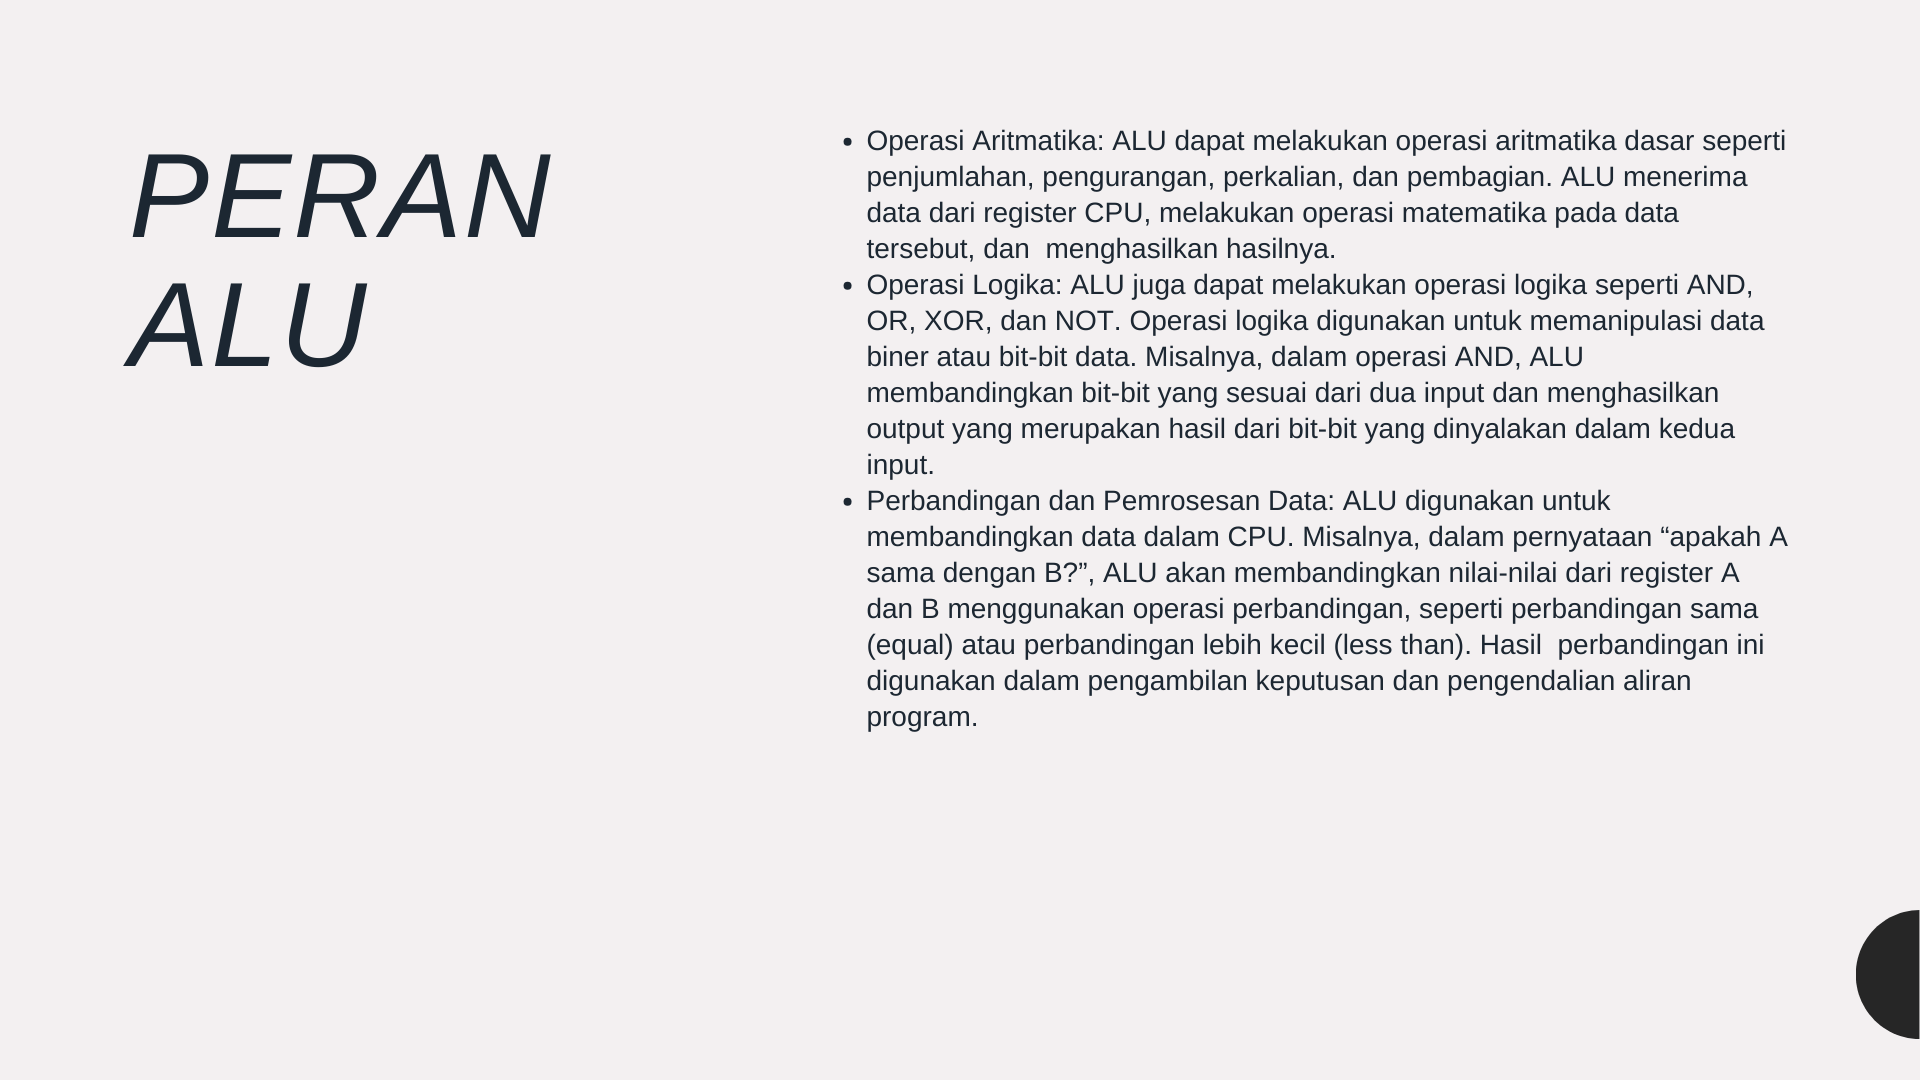 PERAN
ALU
• Operasi Aritmatika: ALU dapat melakukan operasi aritmatika dasar seperti
penjumlahan, pengurangan, perkalian, dan pembagian. ALU menerima
data dari register CPU, melakukan operasi matematika pada data
tersebut, dan  menghasilkan hasilnya.
• Operasi Logika: ALU juga dapat melakukan operasi logika seperti AND,
OR, XOR, dan NOT. Operasi logika digunakan untuk memanipulasi data
biner atau bit-bit data. Misalnya, dalam operasi AND, ALU
membandingkan bit-bit yang sesuai dari dua input dan menghasilkan
output yang merupakan hasil dari bit-bit yang dinyalakan dalam kedua
input.
• Perbandingan dan Pemrosesan Data: ALU digunakan untuk
membandingkan data dalam CPU. Misalnya, dalam pernyataan “apakah A
sama dengan B?”, ALU akan membandingkan nilai-nilai dari register A
dan B menggunakan operasi perbandingan, seperti perbandingan sama
(equal) atau perbandingan lebih kecil (less than). Hasil  perbandingan ini
digunakan dalam pengambilan keputusan dan pengendalian aliran
program.